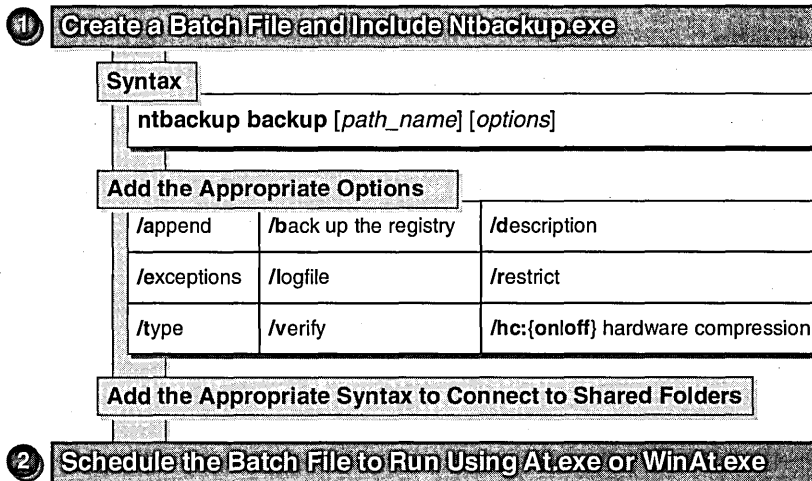 1 Create a Batch File and Include Ntbackup.exe
Syntax
ntbackup backup [path_name] [options]
Add the Appropriate Options
/append /back up the registry /description
/exceptions /logfile /restrict
/type /verify /hc:{on|off} hardware compression
Add the Appropriate Syntax to Connect to Shared Folders
2 Schedule the Batch File to Run Using At.exe or WinAt.exe